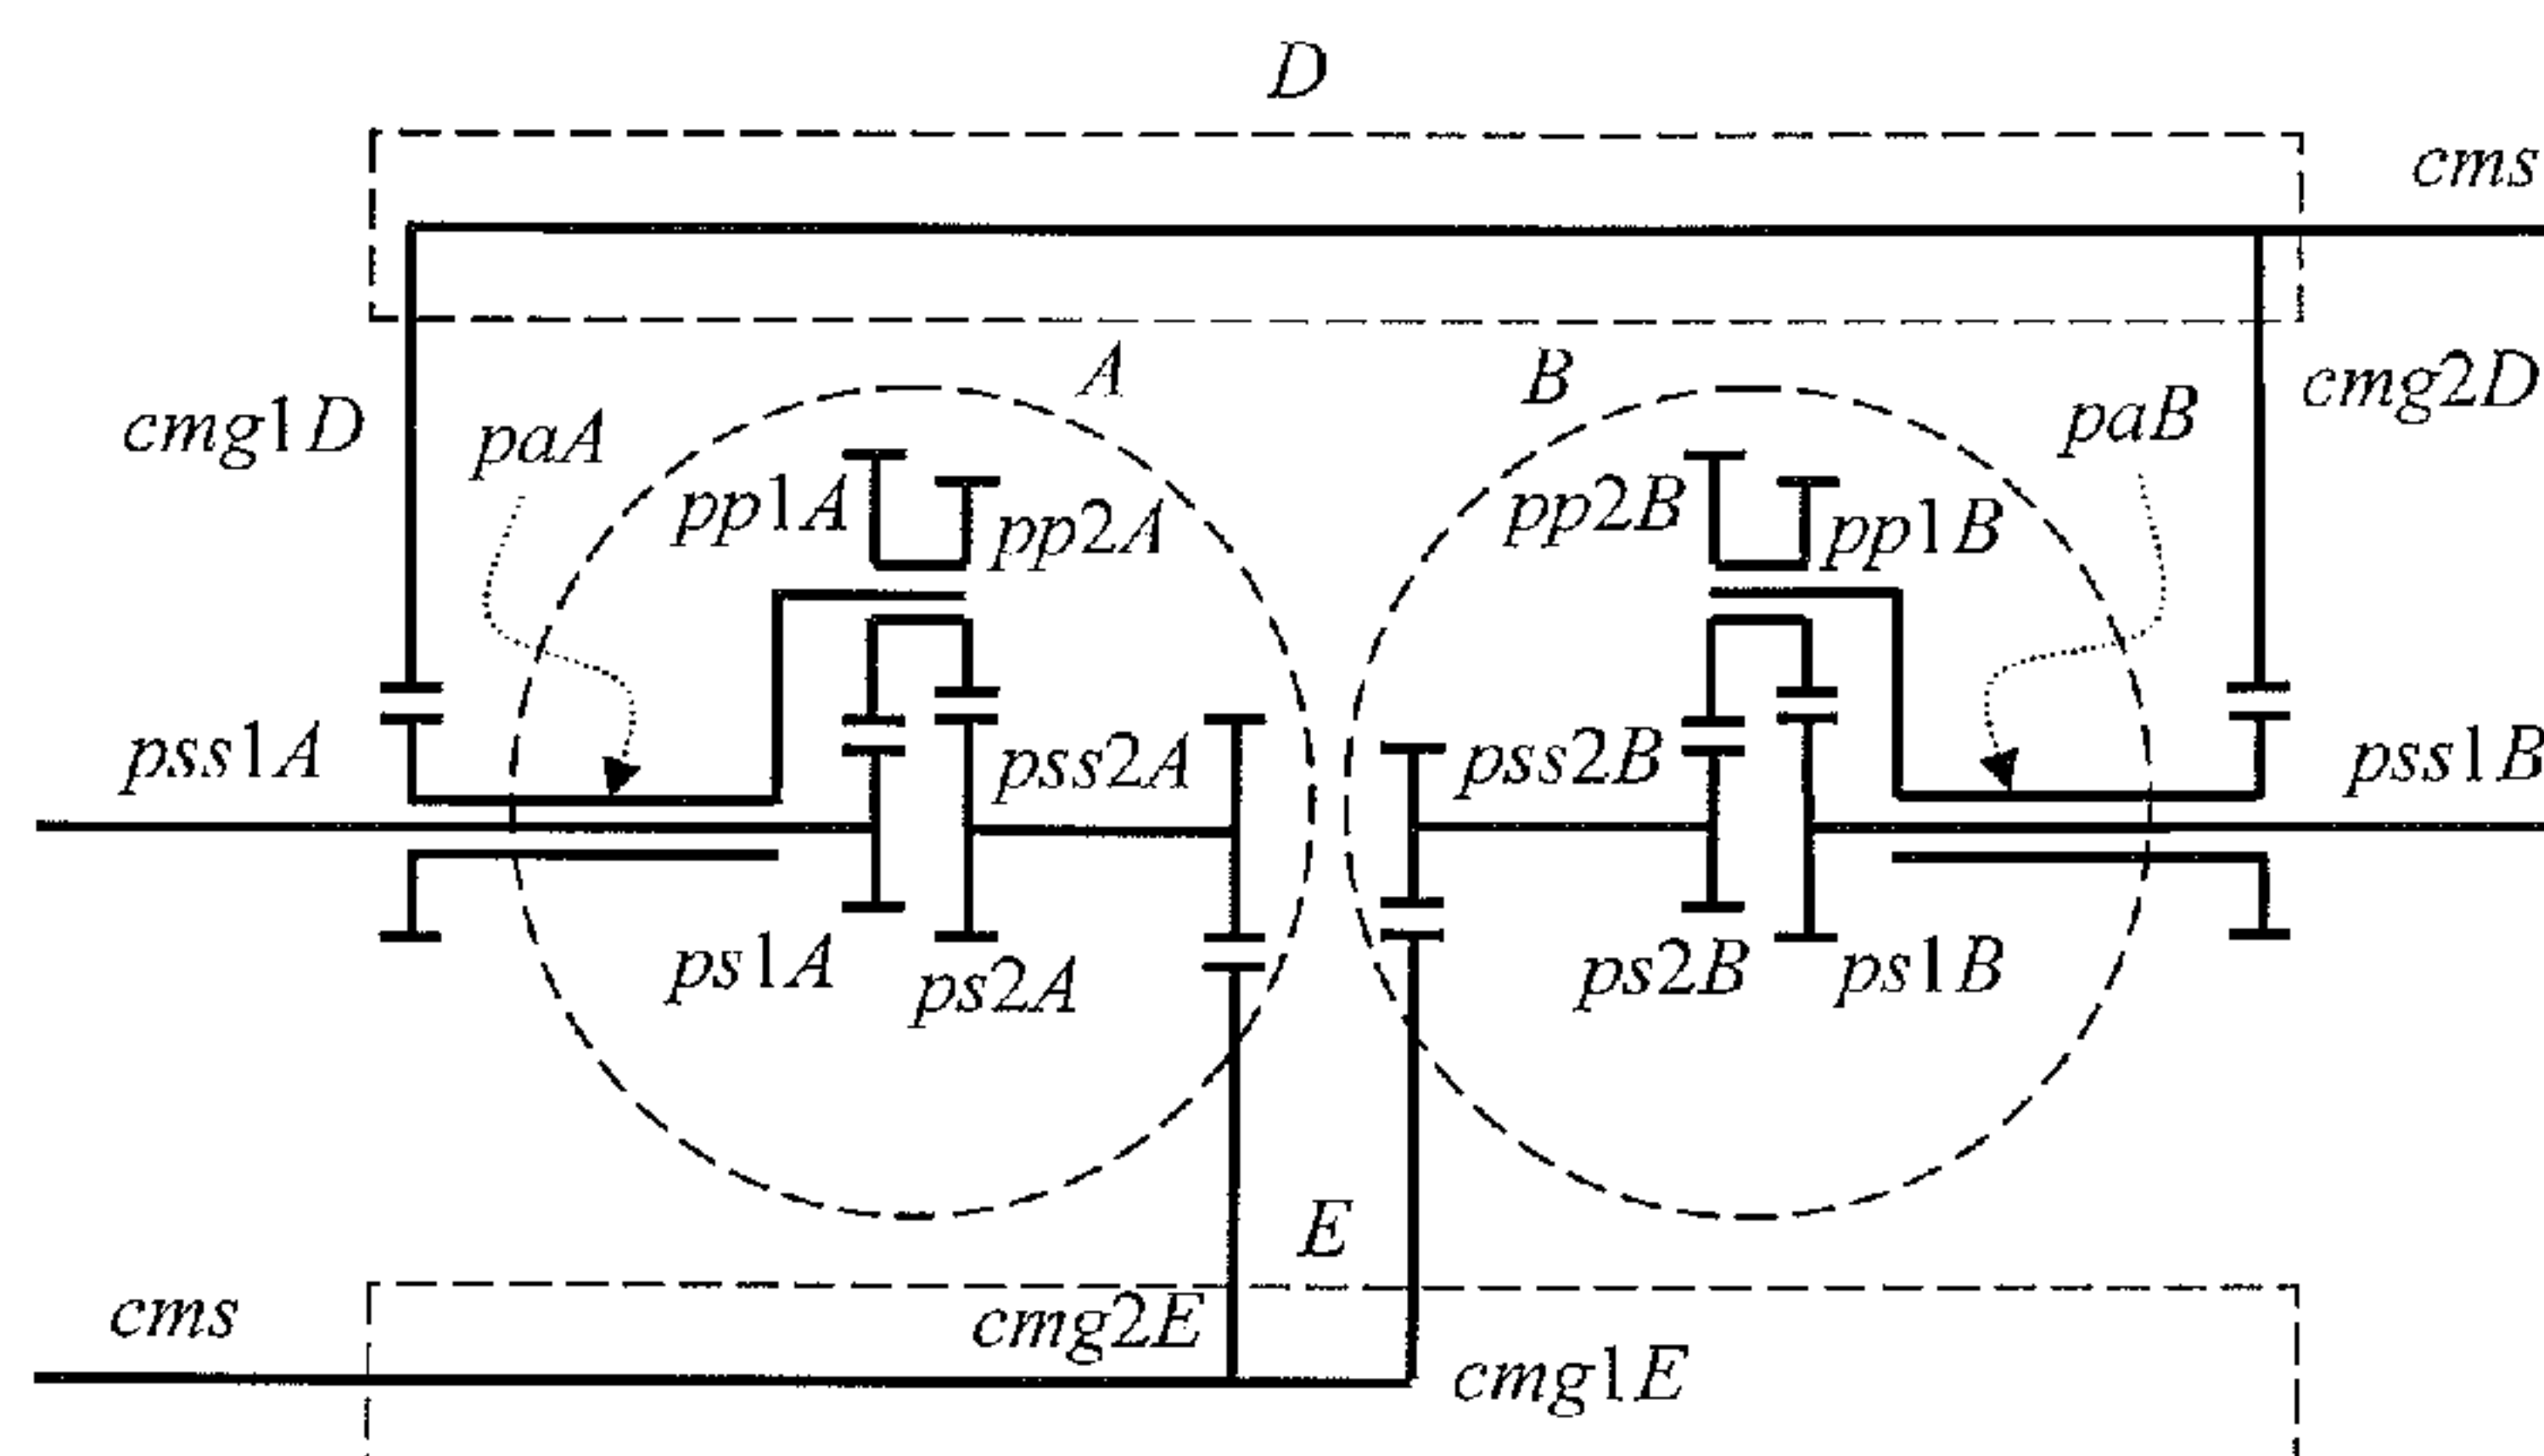 D
cms
A
B
cmg1D
paA
paB
cmg2D
pp1A
pp2A
pp2B
pp1B
pss1A
pss2A
pss2B
pss1B
ps1A
ps2A
ps2B
ps1B
E
cms
cmg2E
cmg1E